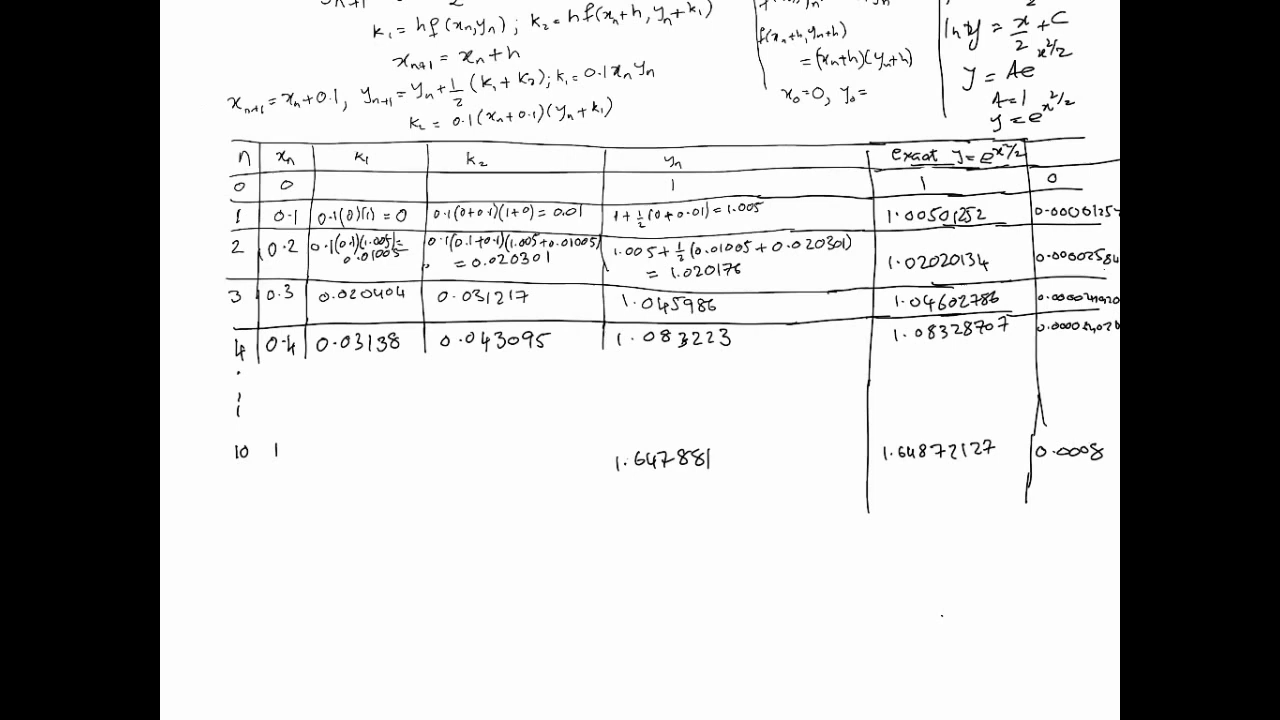 k₁ = hf(xₙ,yₙ) ; k₂ = hf(xₙ+h, yₙ+k₁)
xₙ₊₁ = xₙ+h
xₙ₊₁ = xₙ+0.1, yₙ₊₁ = yₙ + 1/2 (k₁ + k₂) ; k₁ = 0.1xₙyₙ
k₂ = 0.1(xₙ+0.1)(yₙ+k₁)
f(xₙ+h, yₙ+h)
= (xₙ+h)(yₙ+h)
x₀=0, y₀=
ln y = x/2 + C
y = Ae^(x²/2)
A=1
y = e^(x²/2)
n xₙ k₁ k₂ yₙ exact y = e^(x²/2)
0 0 1 1 0
1 0.1 0.1(0)(1) = 0 0.1(0+0.1)(1+0) = 0.01 1+1/2(0+0.01) = 1.005 1.00501252 0.0000125
2 0.2 0.1(0.1)(1.005)= 0.1(0.1+0.1)(1.005+0.01005) 1.005+1/2(0.01005+0.020301) 1.02020134 0.00002584
0.01005 = 0.020301 = 1.020176
3 0.3 0.020404 0.031217 1.045986 1.04602786
4 0.4 0.03138 0.043095 1.083223 1.08328707
10 1 1.647881 1.64872127 0.0008